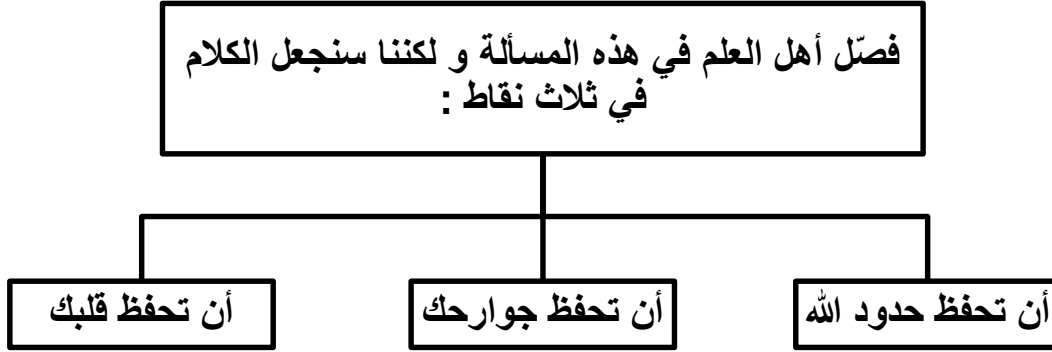 فصّل أهل العلم في هذه المسألة و لكننا سنجعل الكلام
في ثلاث نقاط :
أن تحفظ حدود الله
أن تحفظ جوارحك
أن تحفظ قلبك